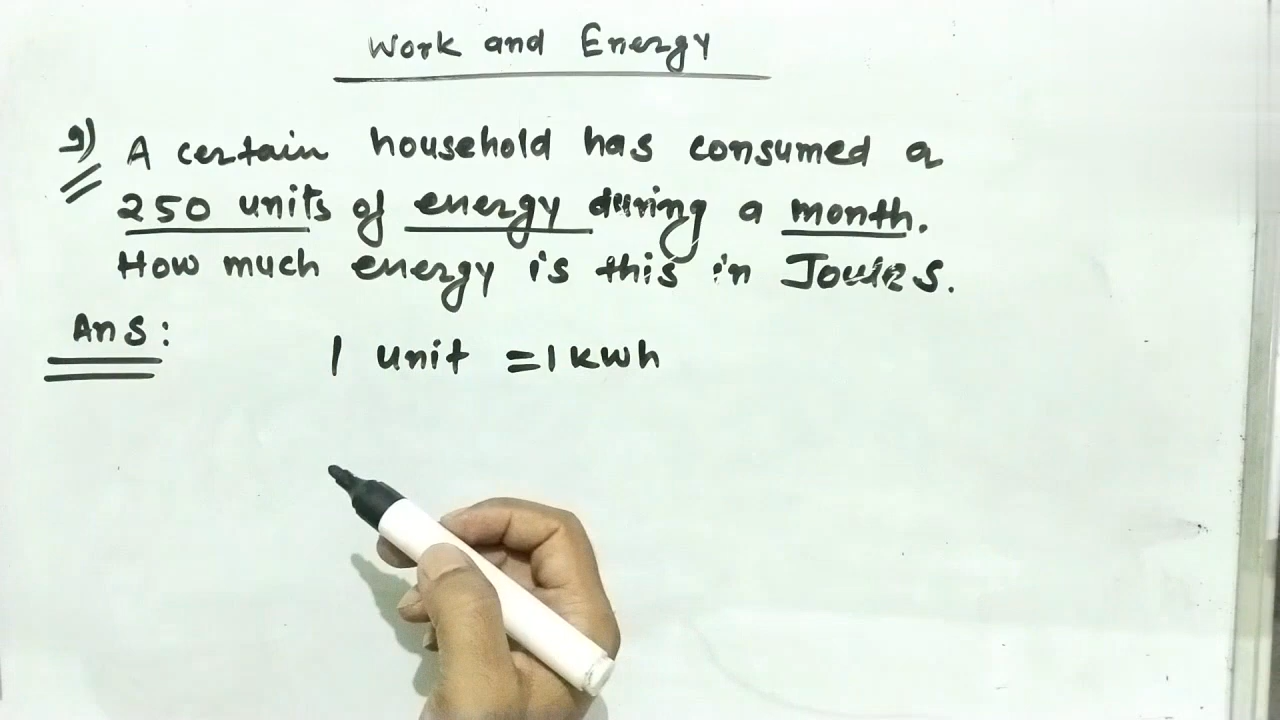 Work and Energy
9) A certain household has consumed a
250 units of energy during a month.
How much energy is this in Joules.
Ans:
1 unit = 1 kwh